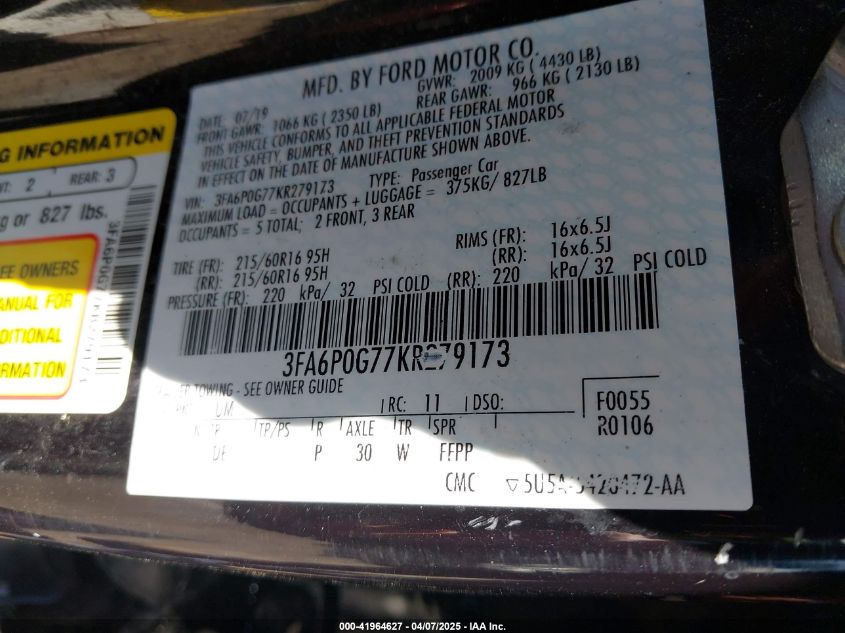 G INFORMATION
NT: 2 REAR: 3
g or 827 lbs.
EE OWNERS
MANUAL FOR
DITIONAL
ORMATION
3FA6P0G77KR279173
MFD. BY FORD MOTOR CO.
DATE: 07/19 GVWR: 2009 KG ( 4430 LB)
FRONT GAWR: 1066 KG ( 2350 LB) REAR GAWR: 966 KG ( 2130 LB)
THIS VEHICLE CONFORMS TO ALL APPLICABLE FEDERAL MOTOR
VEHICLE SAFETY, BUMPER, AND THEFT PREVENTION STANDARDS
IN EFFECT ON THE DATE OF MANUFACTURE SHOWN ABOVE.
VIN: 3FA6P0G77KR279173 TYPE: Passenger Car
MAXIMUM LOAD = OCCUPANTS + LUGGAGE = 375KG/ 827LB
OCCUPANTS = 5 TOTAL; 2 FRONT, 3 REAR
TIRE (FR): 215/60R16 95H RIMS (FR): 16x6.5J
(RR): 215/60R16 95H (RR): 16x6.5J
PRESSURE (FR): 220 kPa/ 32 PSI COLD (RR): 220 kPa/ 32 PSI COLD
3FA6P0G77KR279173
TOWING - SEE OWNER GUIDE
UM RC: 11 DSO: F0055
TP/PS R AXLE TR SPR R0106
P 30 W FFPP
CMC ▽5U5A- -AA
000-41964627 - 04/07/2025 - IAA Inc.